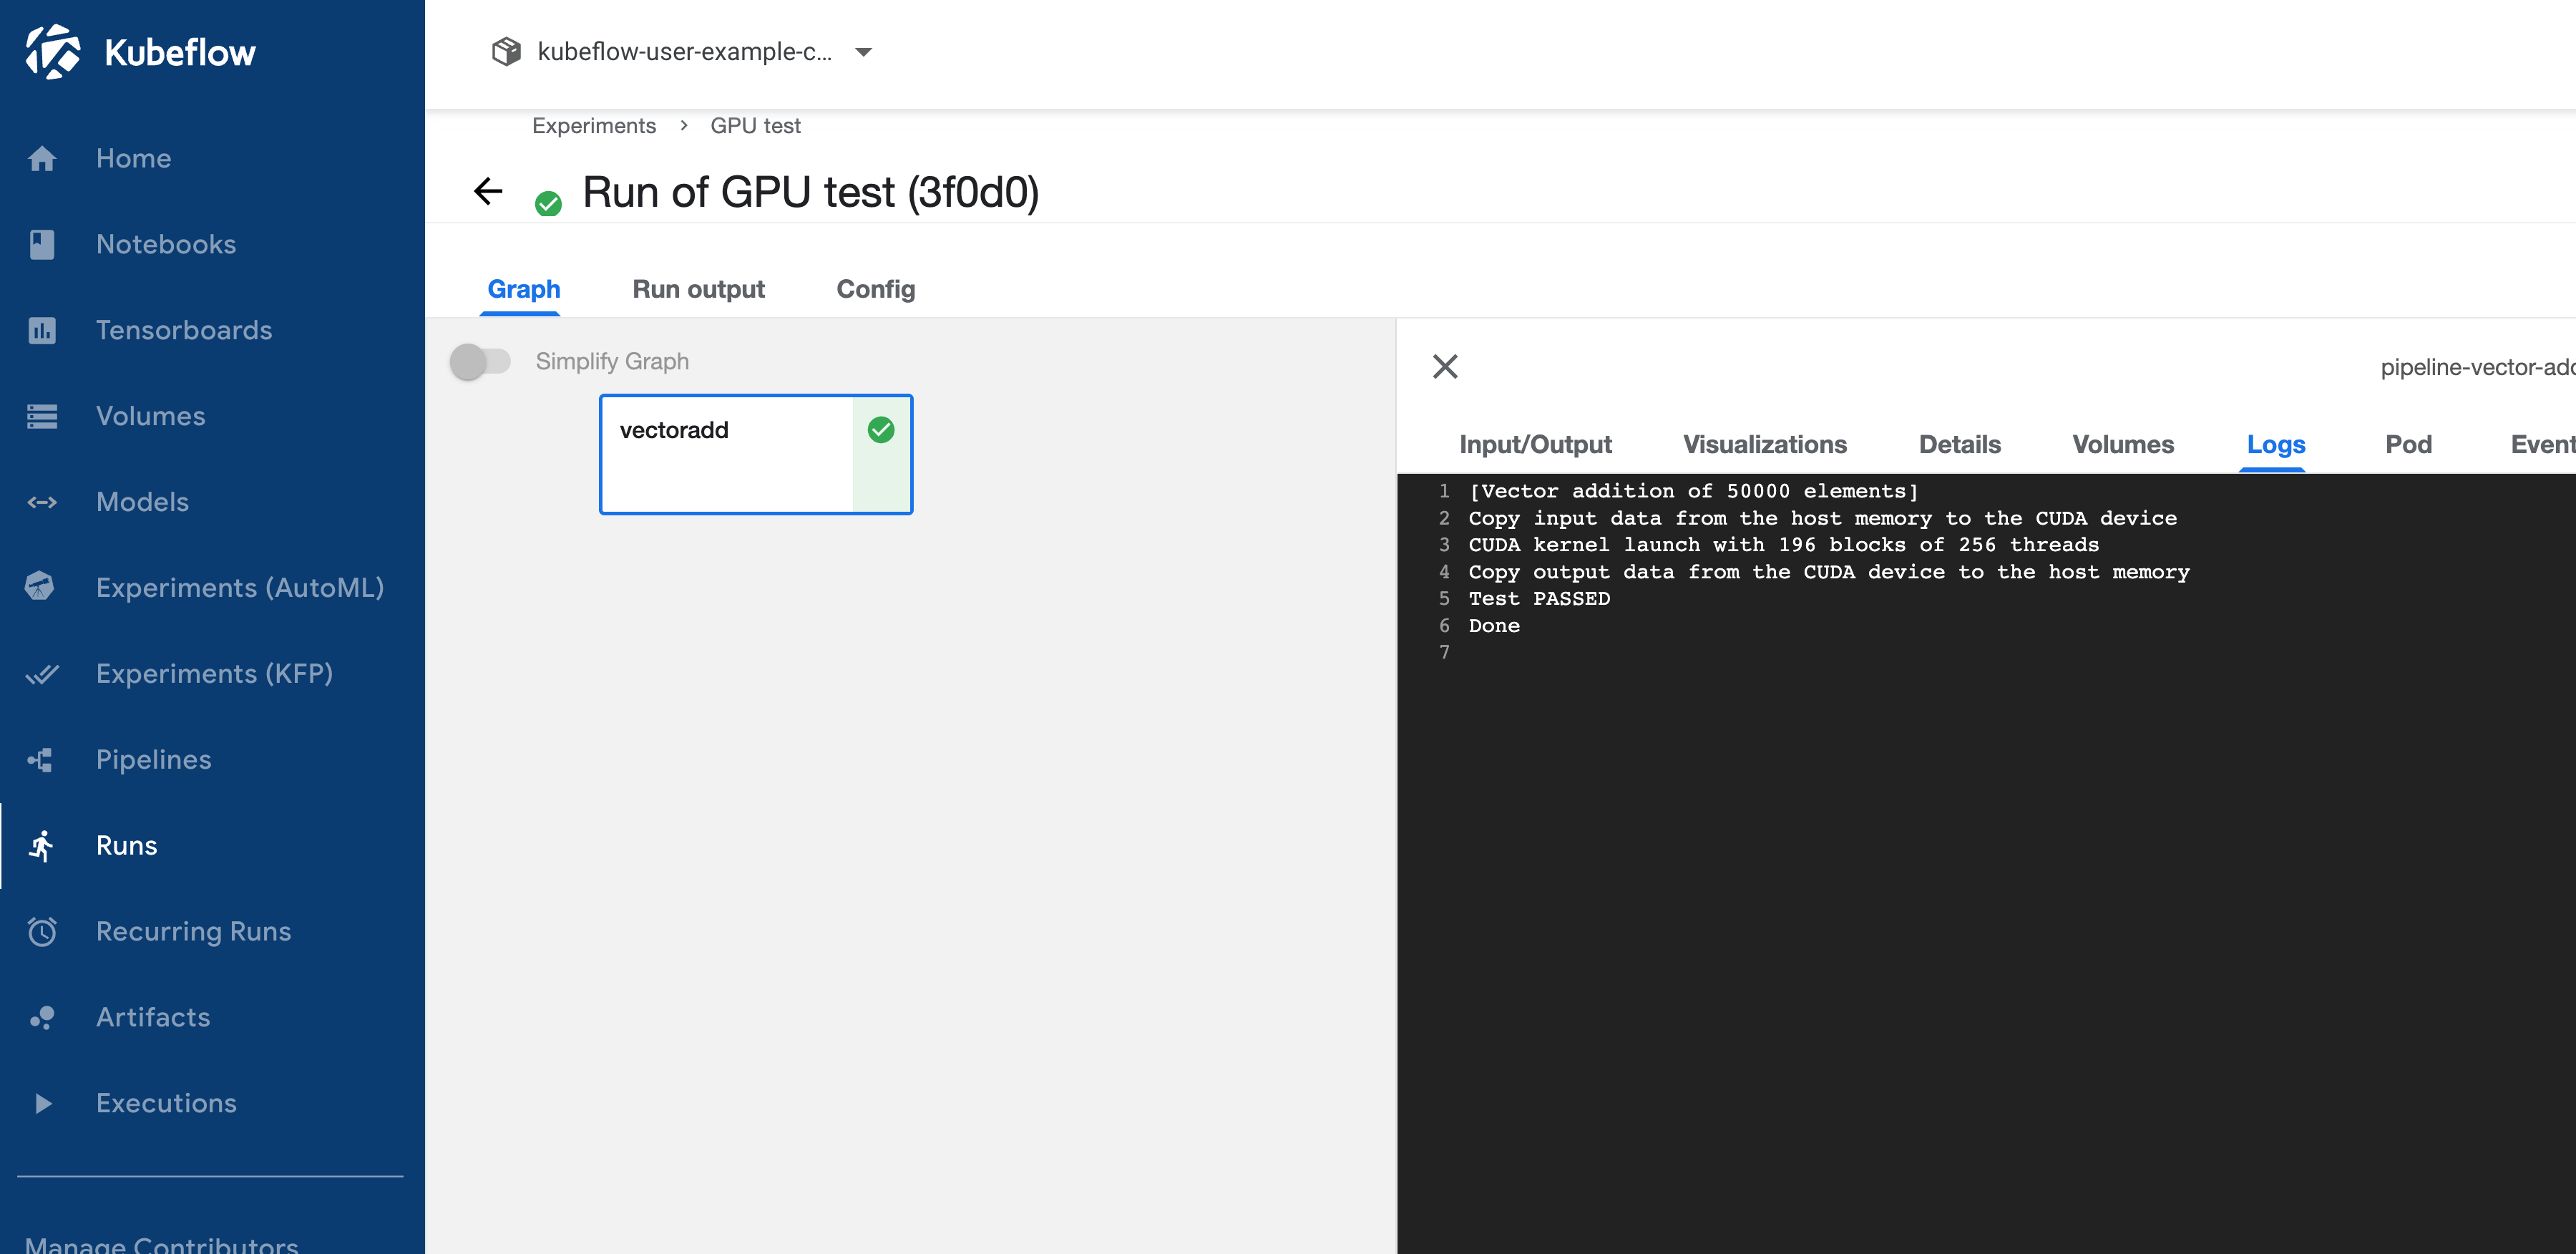 Kubeflow
Home
Notebooks
Tensorboards
Volumes
Models
Experiments (AutoML)
Experiments (KFP)
Pipelines
Runs
Recurring Runs
Artifacts
Executions
Manage Contributors
kubeflow-user-example-c...
Experiments > GPU test
Run of GPU test (3f0d0)
Graph Run output Config
Simplify Graph
vectoradd
pipeline-vector-add
Input/Output Visualizations Details Volumes Logs Pod Event
1 [Vector addition of 50000 elements]
2 Copy input data from the host memory to the CUDA device
3 CUDA kernel launch with 196 blocks of 256 threads
4 Copy output data from the CUDA device to the host memory
5 Test PASSED
6 Done
7